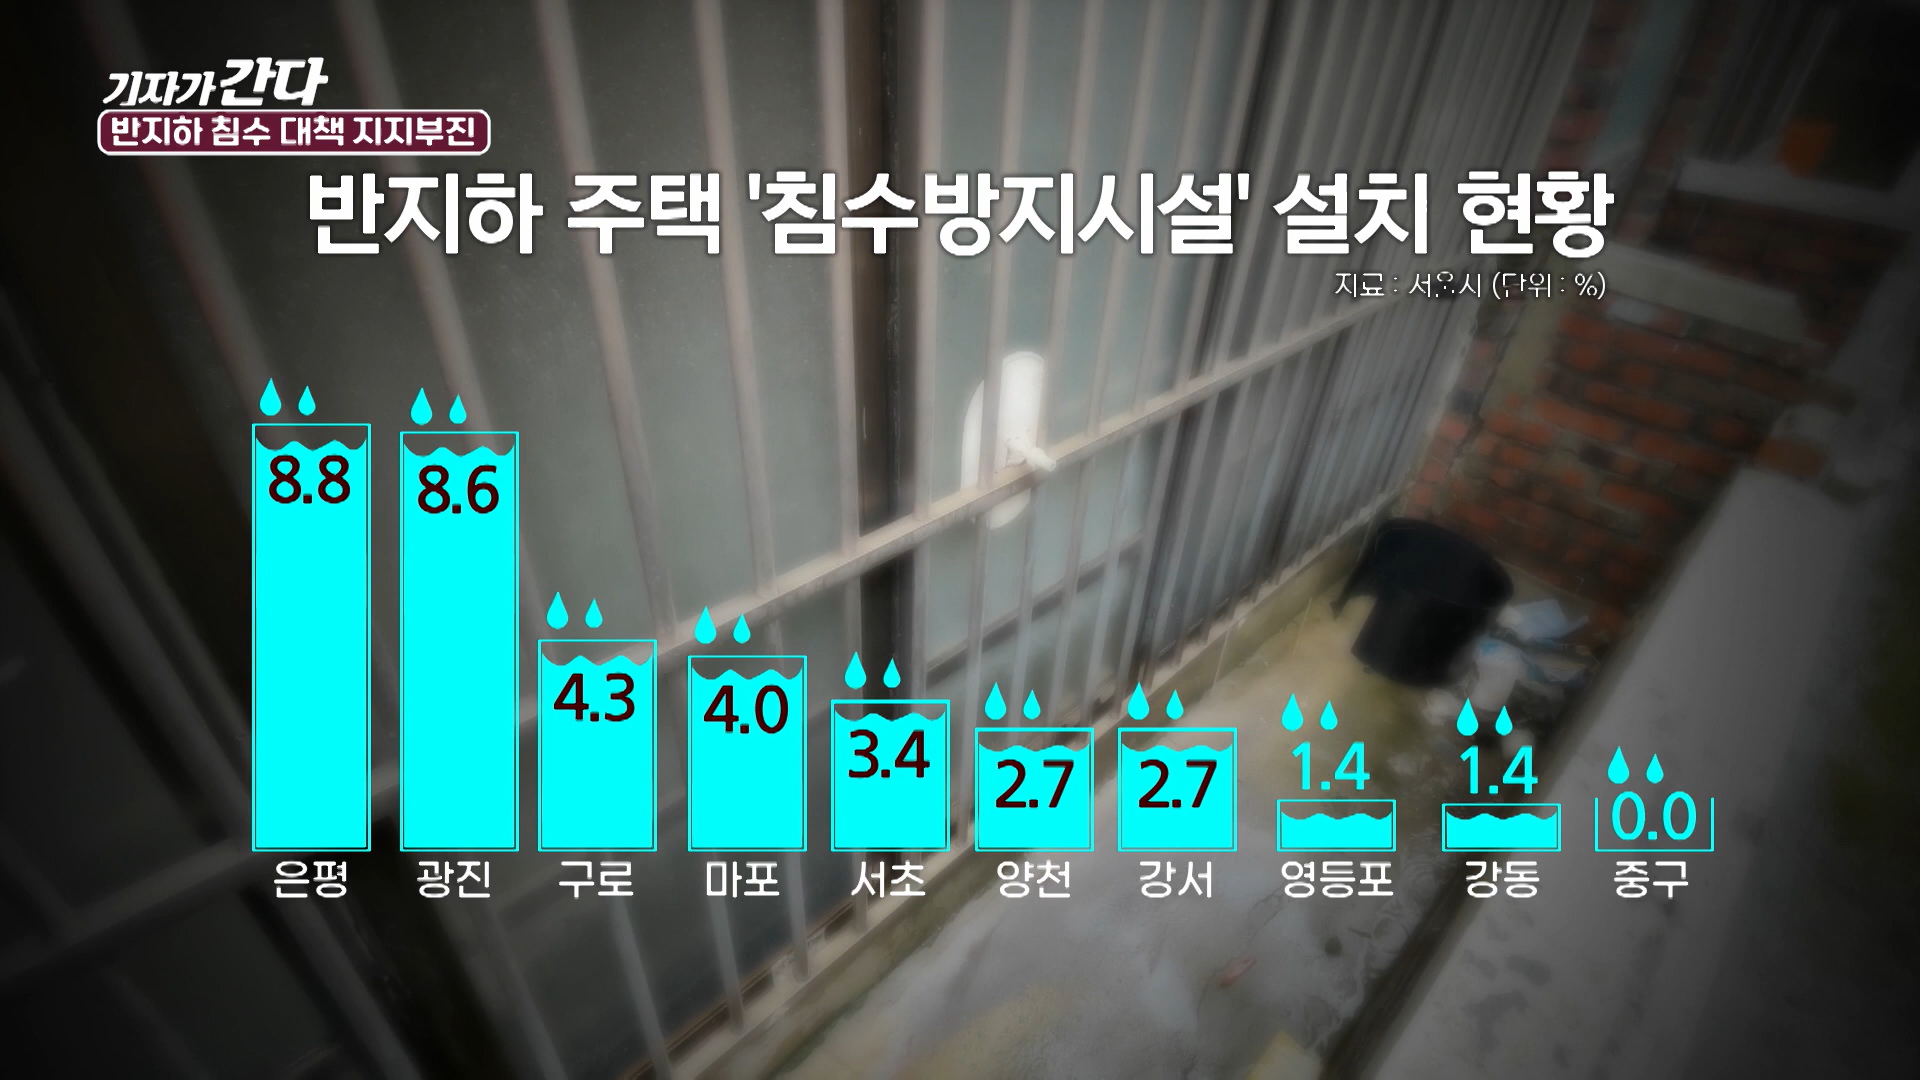 기자가 간다
반지하 침수 대책 지지부진
반지하 주택 '침수방지시설' 설치 현황
자료 : 서울시 (단위 : %)
8.8 8.6 4.3 4.0 3.4 2.7 2.7 1.4 1.4 0.0
은평 광진 구로 마포 서초 양천 강서 영등포 강동 중구